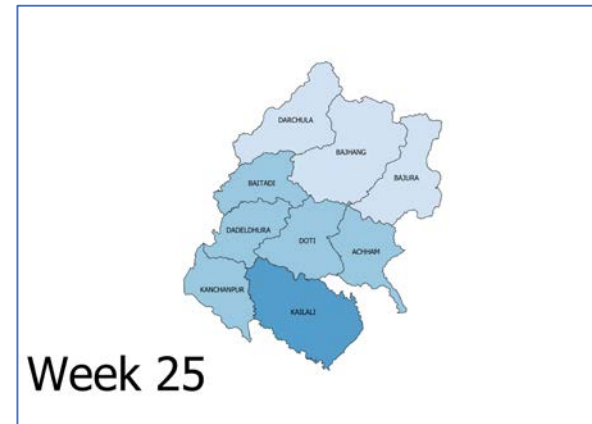 DARCHULA
BAJHANG
BAJURA
BAITADI
DADELDHURA
DOTI
ACHHAM
KANCHANPUR
KAILALI
Week 25